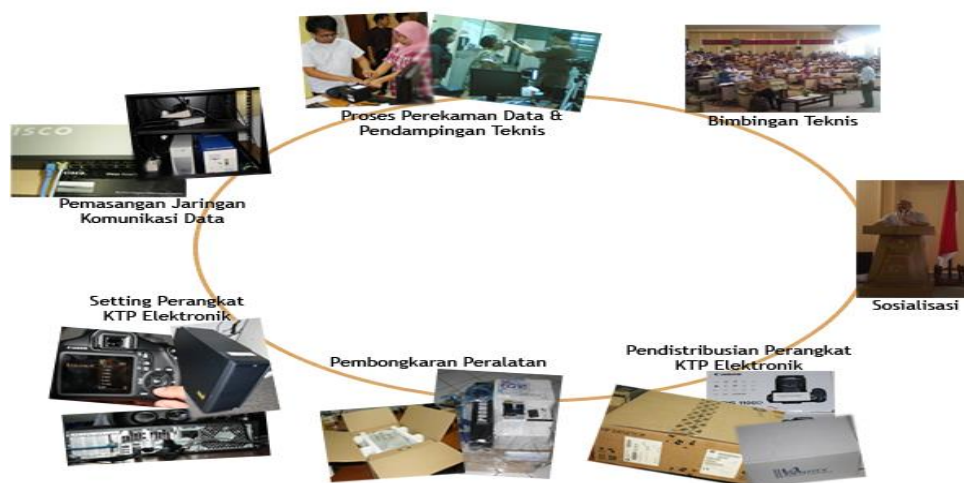 Proses Perekaman Data &
Pendampingan Teknis
Bimbingan Teknis
ISCO
Pemasangan Jaringan
Komunikasi Data
Sosialisasi
Setting Perangkat
KTP Elektronik
Pembongkaran Peralatan
Pendistribusian Perangkat
KTP Elektronik